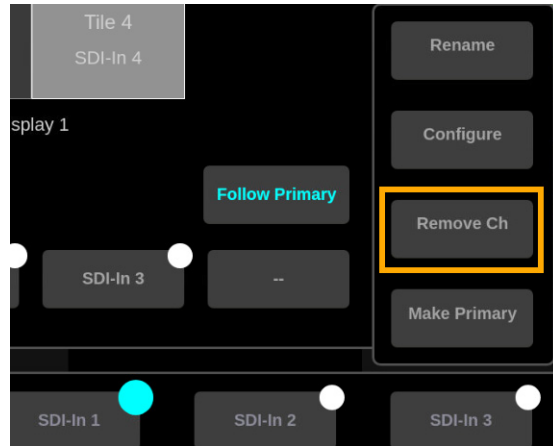 Tile 4
SDI-In 4
Rename
splay 1
Configure
Follow Primary
Remove Ch
SDI-In 3
--
Make Primary
SDI-In 1
SDI-In 2
SDI-In 3